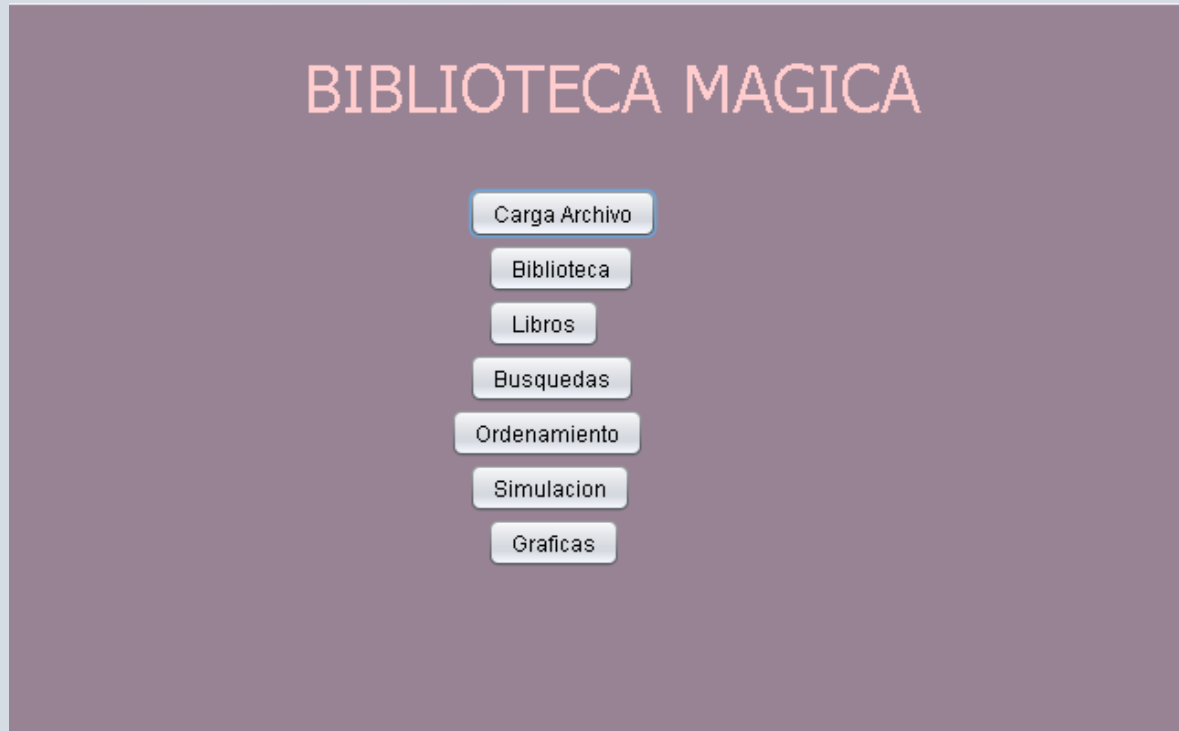 BIBLIOTECA MAGICA
Carga Archivo
Biblioteca
Libros
Busquedas
Ordenamiento
Simulacion
Graficas